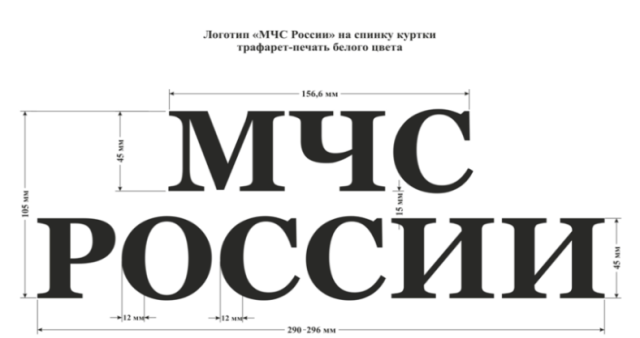 Логотип «МЧС России» на спинку куртки
трафарет-печать белого цвета
156,6 мм
МЧС
45 мм
105 мм
15 мм
РОССИИ
45 мм
12 мм
12 мм
290-296 мм